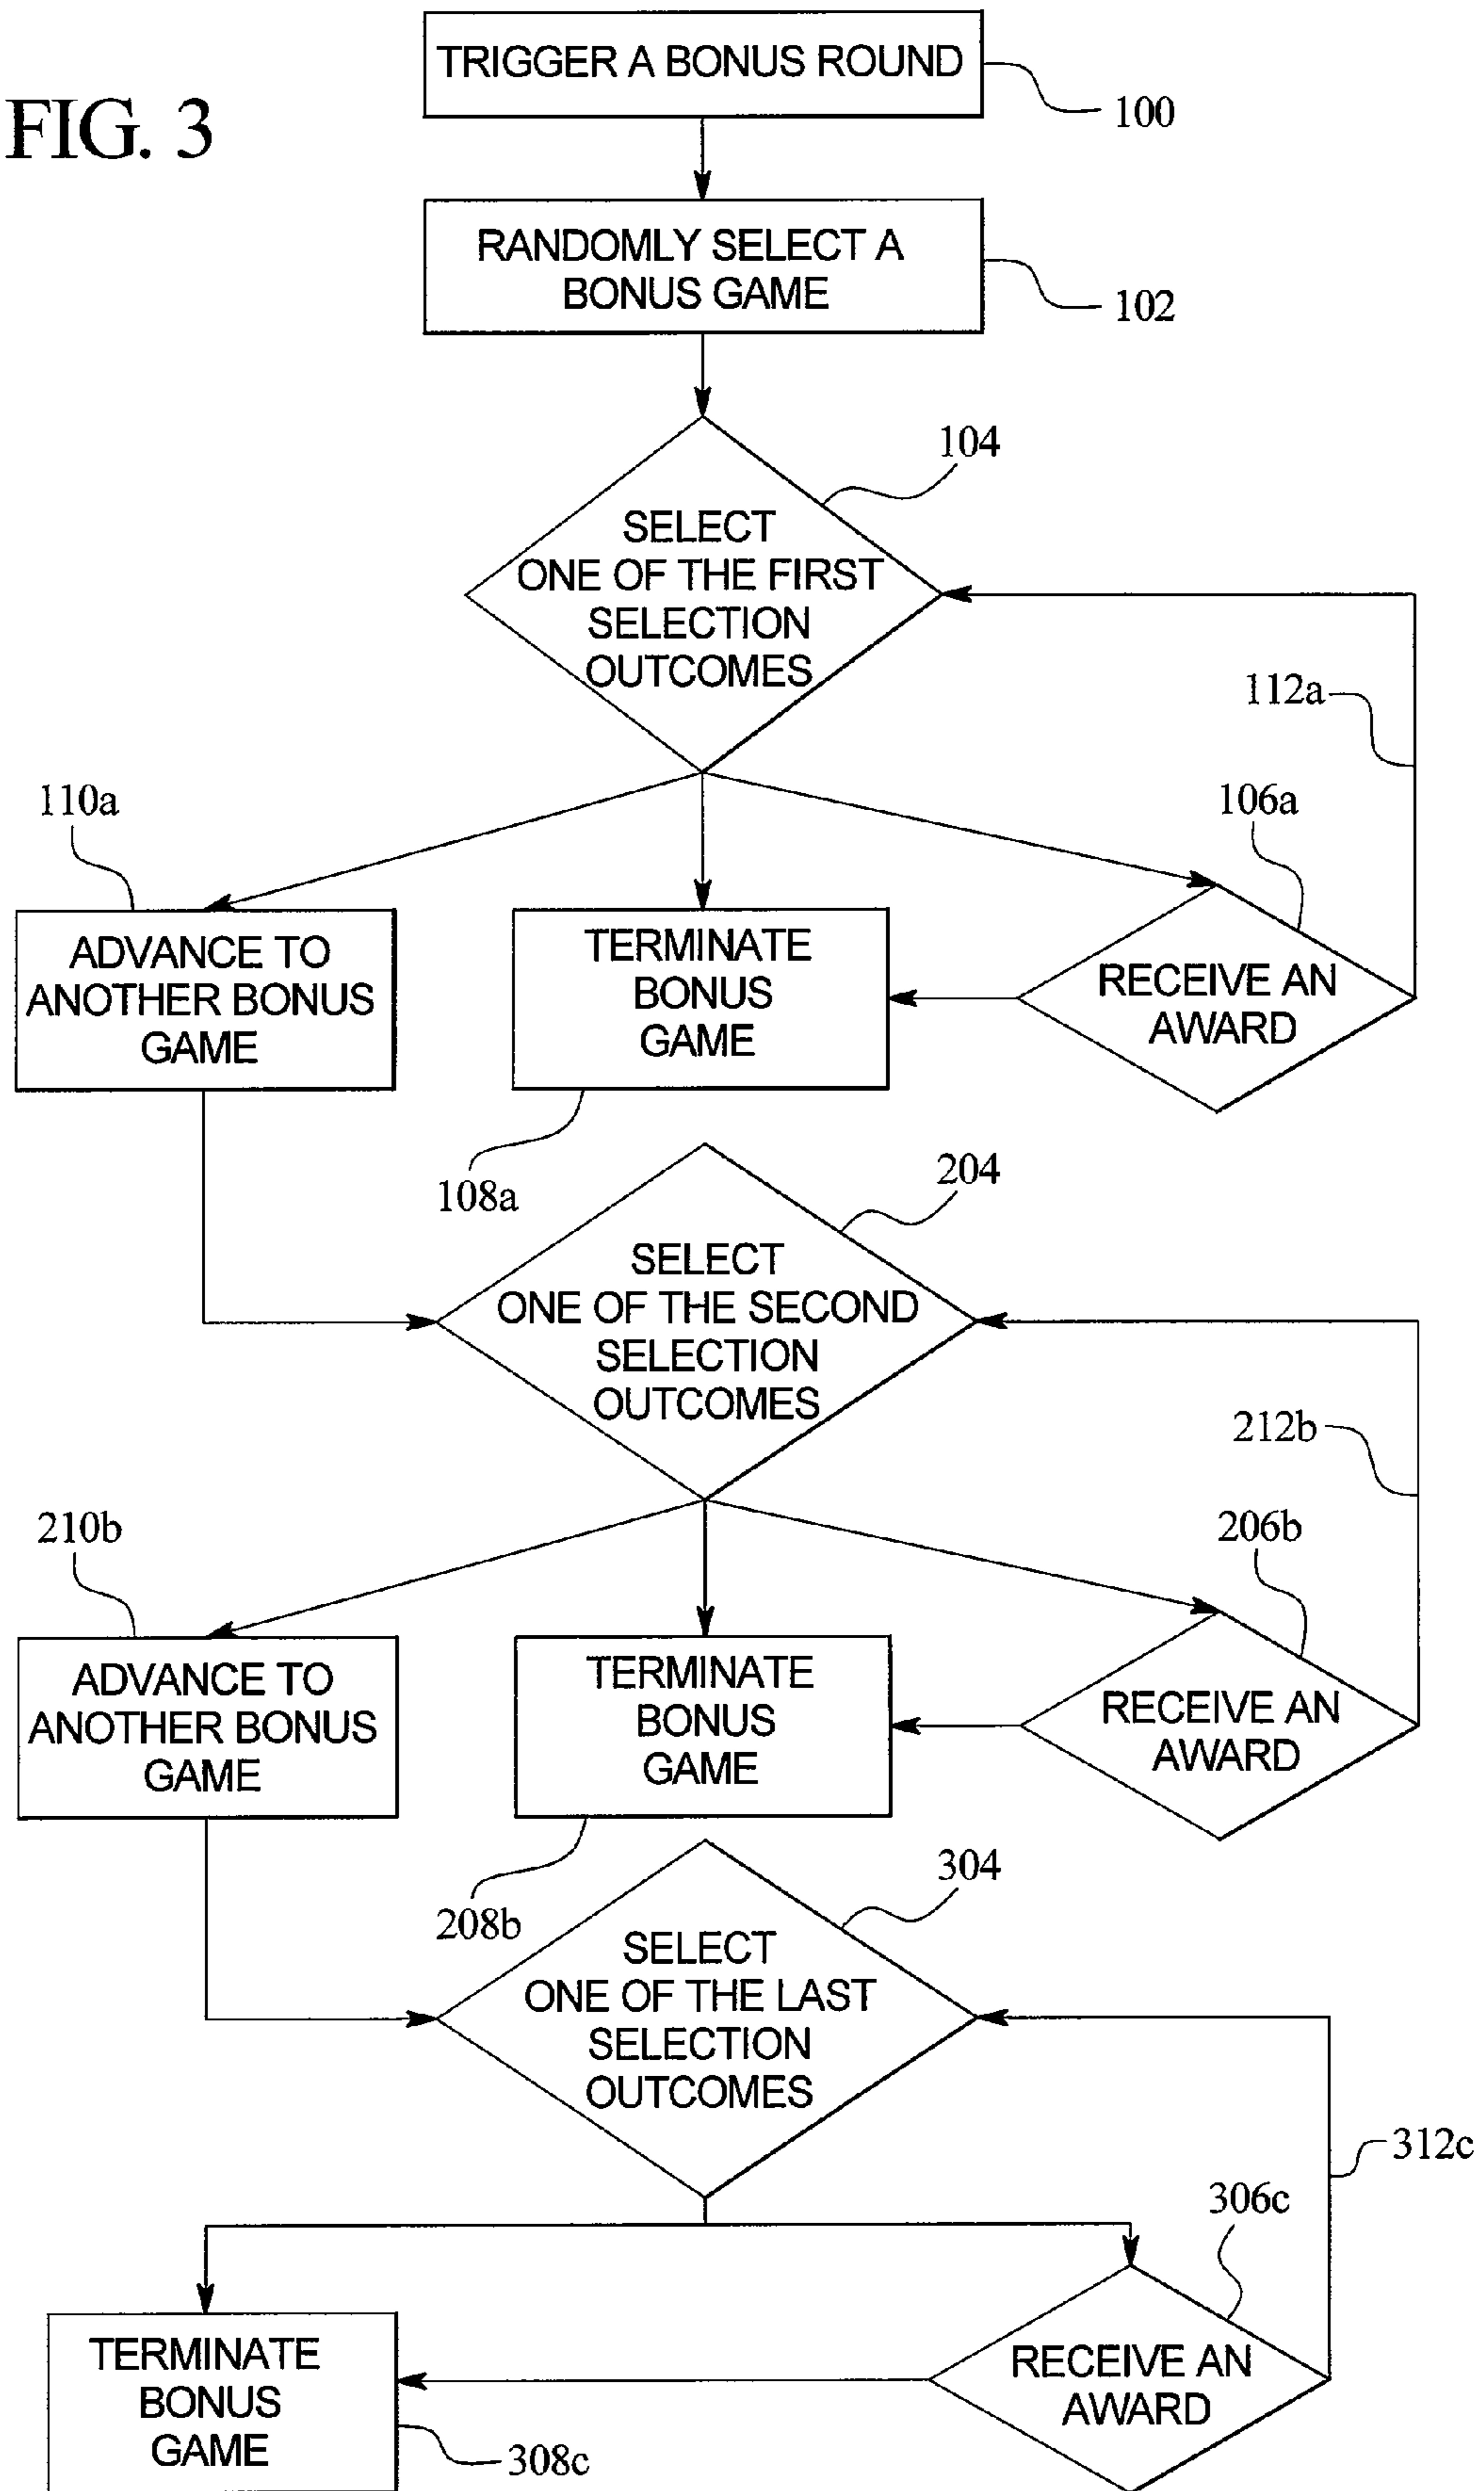 FIG. 3
TRIGGER A BONUS ROUND
100
RANDOMLY SELECT A
BONUS GAME
102
104
SELECT
ONE OF THE FIRST
SELECTION
OUTCOMES
112a
110a
106a
ADVANCE TO
ANOTHER BONUS
GAME
TERMINATE
BONUS
GAME
RECEIVE AN
AWARD
108a
204
SELECT
ONE OF THE SECOND
SELECTION
OUTCOMES
212b
210b
206b
ADVANCE TO
ANOTHER BONUS
GAME
TERMINATE
BONUS
GAME
RECEIVE AN
AWARD
208b
304
SELECT
ONE OF THE LAST
SELECTION
OUTCOMES
312c
306c
TERMINATE
BONUS
GAME
RECEIVE AN
AWARD
308c